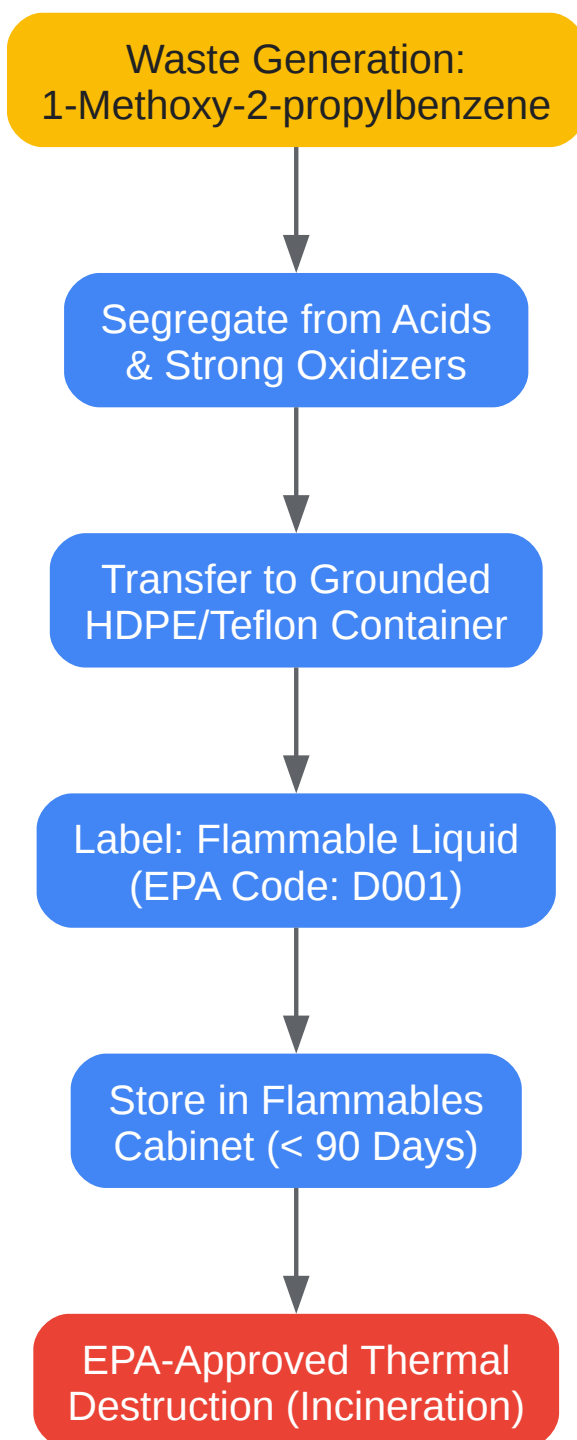 Waste Generation:
1-Methoxy-2-propylbenzene
Segregate from Acids
& Strong Oxidizers
Transfer to Grounded
HDPE/Teflon Container
Label: Flammable Liquid
(EPA Code: D001)
Store in Flammables
Cabinet (< 90 Days)
EPA-Approved Thermal
Destruction (Incineration)